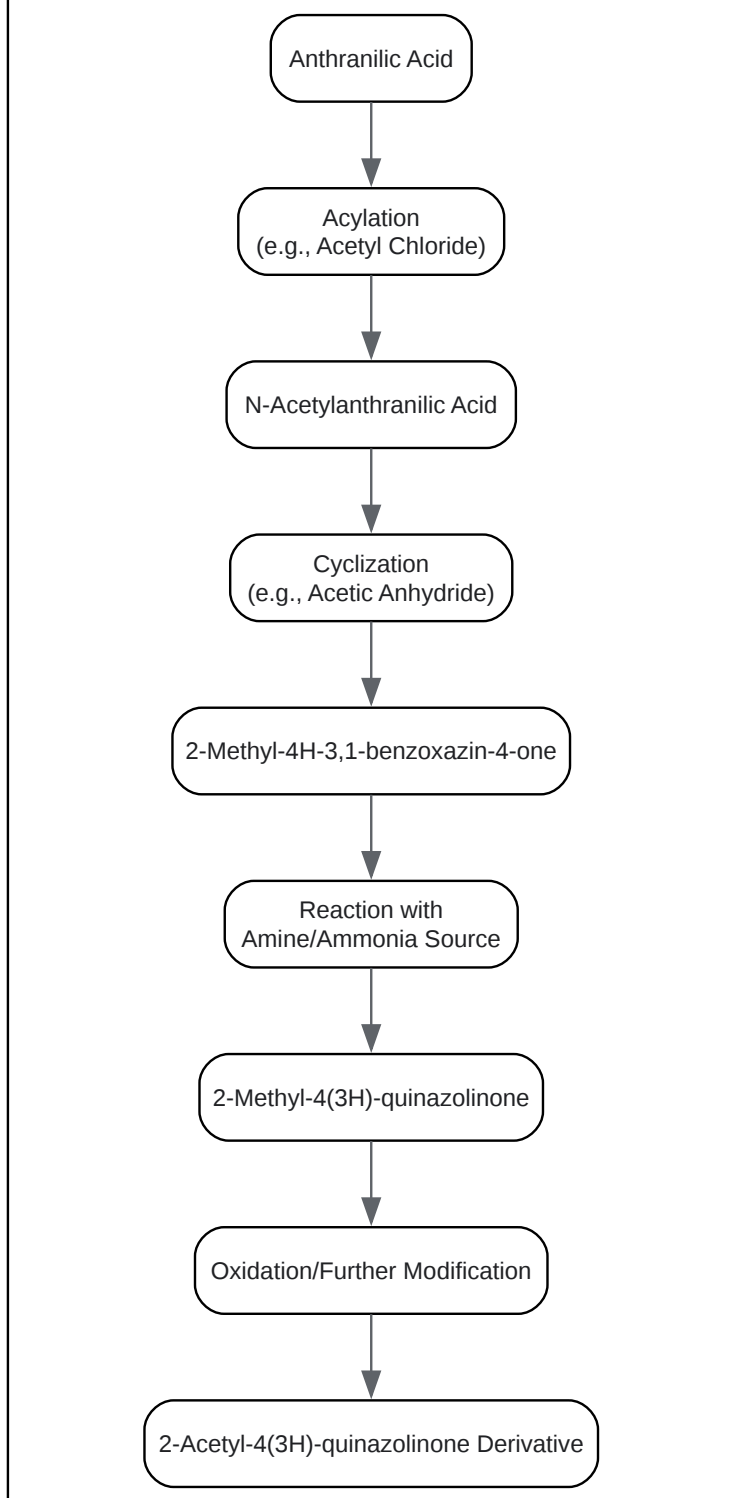 Anthranilic Acid
Acylation
(e.g., Acetyl Chloride)
N-Acetylanthranilic Acid
Cyclization
(e.g., Acetic Anhydride)
2-Methyl-4H-3,1-benzoxazin-4-one
Reaction with
Amine/Ammonia Source
2-Methyl-4(3H)-quinazolinone
Oxidation/Further Modification
2-Acetyl-4(3H)-quinazolinone Derivative